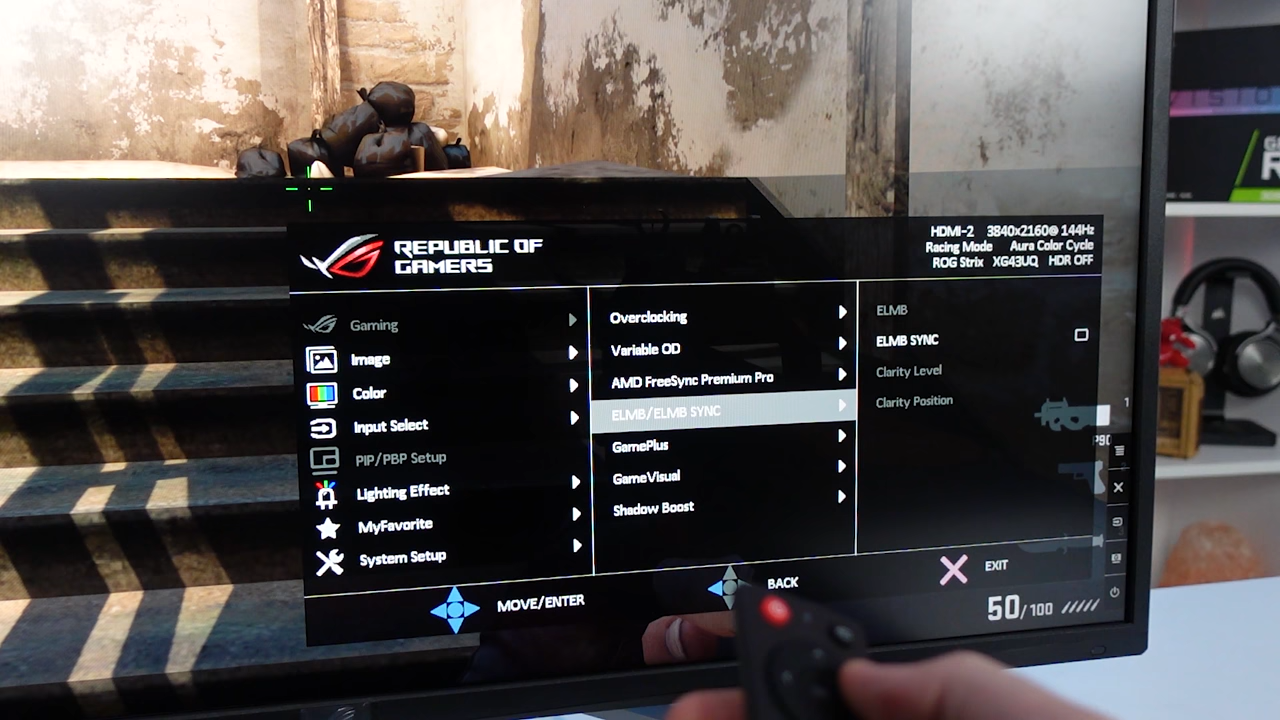 REPUBLIC OF
GAMERS
HDMI-2 3840x2160@ 144Hz
Racing Mode Aura Color Cycle
ROG Strix XG43UQ HDR OFF
Gaming
Image
Color
Input Select
PIP/PBP Setup
Lighting Effect
MyFavorite
System Setup
Overclocking
Variable OD
AMD FreeSync Premium Pro
ELMB/ELMB SYNC
GamePlus
GameVisual
Shadow Boost
ELMB
ELMB SYNC
Clarity Level
Clarity Position
1
P90
MOVE/ENTER
BACK
EXIT
50/100